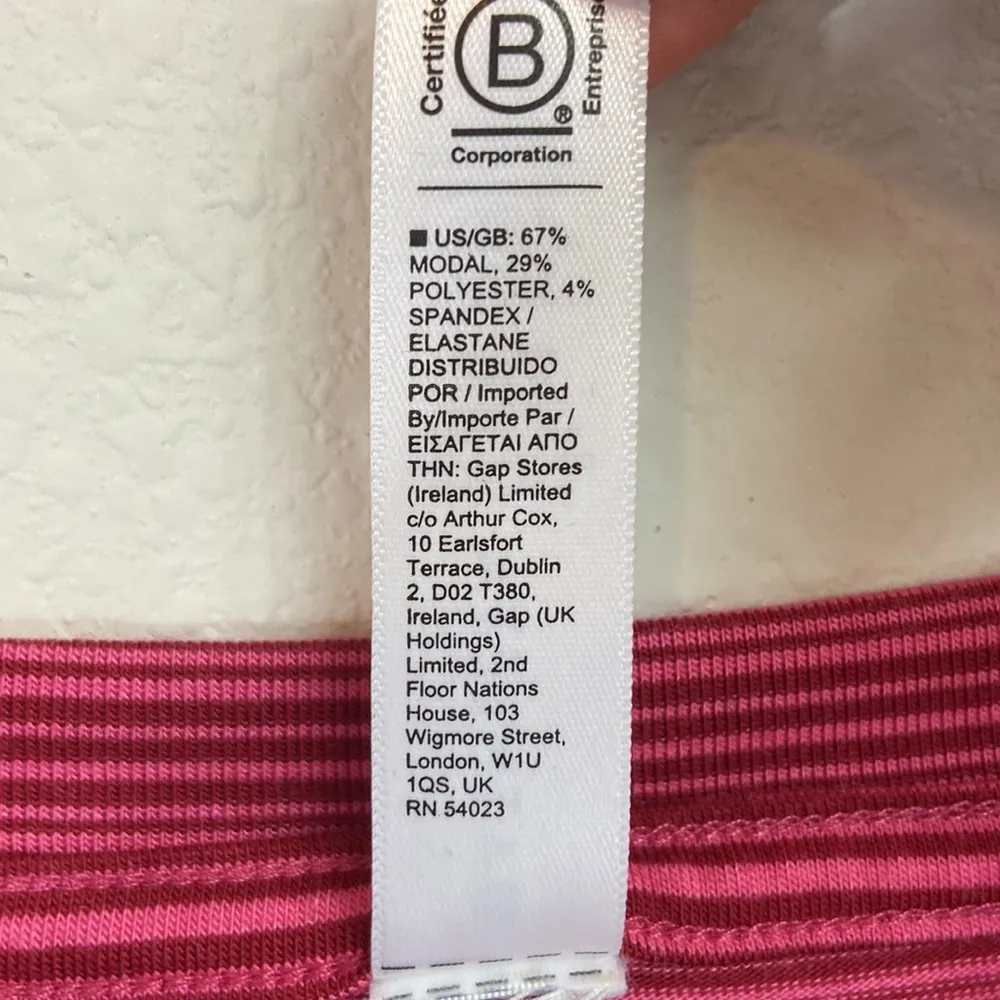 Certifiée
B
®
Entreprise
Corporation
■ US/GB: 67%
MODAL, 29%
POLYESTER, 4%
SPANDEX /
ELASTANE
DISTRIBUIDO
POR / Imported
By/Importe Par /
ΕΙΣΑΓΕΤΑΙ ΑΠΟ
THN: Gap Stores
(Ireland) Limited
c/o Arthur Cox,
10 Earlsfort
Terrace, Dublin
2, D02 T380,
Ireland, Gap (UK
Holdings)
Limited, 2nd
Floor Nations
House, 103
Wigmore Street,
London, W1U
1QS, UK
RN 54023